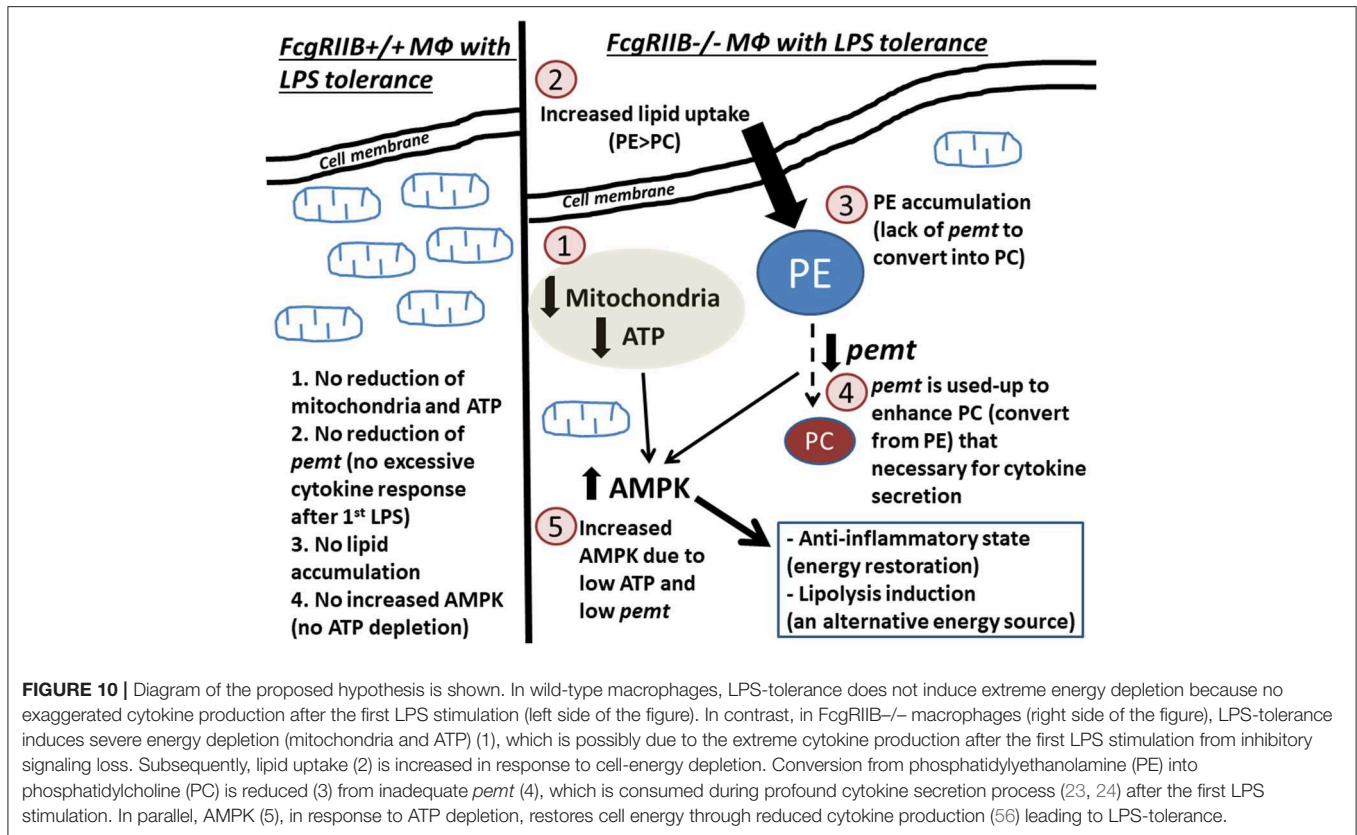 FcgRIIB+/+ MΦ with
LPS tolerance
Cell membrane
1. No reduction of
mitochondria and ATP
2. No reduction of
pemt (no excessive
cytokine response
after 1st LPS)
3. No lipid
accumulation
4. No increased AMPK
(no ATP depletion)
FcgRIIB-/- MΦ with LPS tolerance
2
Increased lipid uptake
(PE>PC)
Cell membrane
1
Mitochondria
ATP
3
PE accumulation
(lack of pemt to
convert into PC)
PE
pemt
4
pemt is used-up to
enhance PC (convert
from PE) that
necessary for cytokine
secretion
PC
AMPK
5
Increased
AMPK due to
low ATP and
low pemt
- Anti-inflammatory state
(energy restoration)
- Lipolysis induction
(an alternative energy source)
FIGURE 10 | Diagram of the proposed hypothesis is shown. In wild-type macrophages, LPS-tolerance does not induce extreme energy depletion because no
exaggerated cytokine production after the first LPS stimulation (left side of the figure). In contrast, in FcgRIIB–/– macrophages (right side of the figure), LPS-tolerance
induces severe energy depletion (mitochondria and ATP) (1), which is possibly due to the extreme cytokine production after the first LPS stimulation from inhibitory
signaling loss. Subsequently, lipid uptake (2) is increased in response to cell-energy depletion. Conversion from phosphatidylyethanolamine (PE) into
phosphatidylcholine (PC) is reduced (3) from inadequate pemt (4), which is consumed during profound cytokine secretion process (23, 24) after the first LPS
stimulation. In parallel, AMPK (5), in response to ATP depletion, restores cell energy through reduced cytokine production (56) leading to LPS-tolerance.